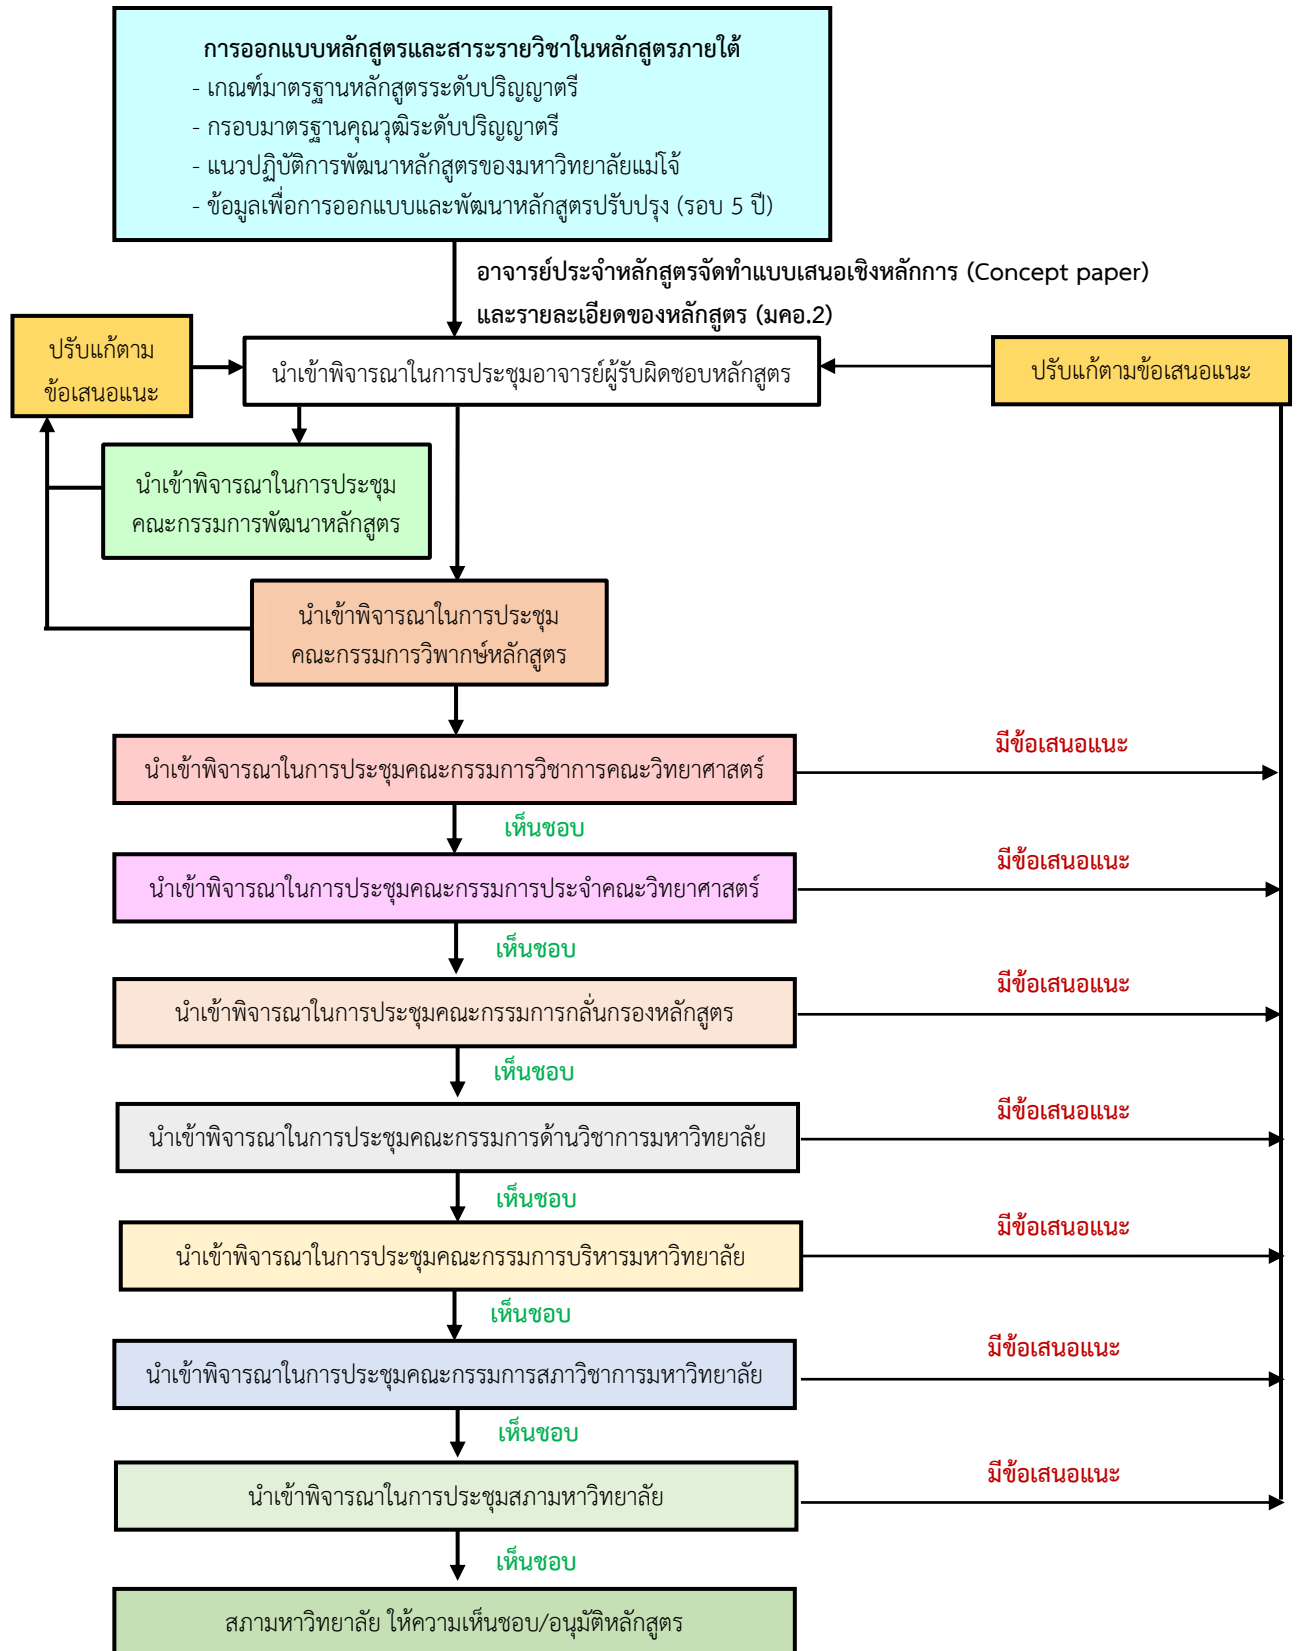 การออกแบบหลักสูตรและสาระรายวิชาในหลักสูตรภายใต้
- เกณฑ์มาตรฐานหลักสูตรระดับปริญญาตรี
- กรอบมาตรฐานคุณวุฒิระดับปริญญาตรี
- แนวปฏิบัติการพัฒนาหลักสูตรของมหาวิทยาลัยแม่โจ้
- ข้อมูลเพื่อการออกแบบและพัฒนาหลักสูตรปรับปรุง (รอบ 5 ปี)
อาจารย์ประจำหลักสูตรจัดทำแบบเสนอเชิงหลักการ (Concept paper)
และรายละเอียดของหลักสูตร (มคอ.2)
ปรับแก้ตาม
ข้อเสนอแนะ
นำเข้าพิจารณาในการประชุมอาจารย์ผู้รับผิดชอบหลักสูตร
ปรับแก้ตามข้อเสนอแนะ
นำเข้าพิจารณาในการประชุม
คณะกรรมการพัฒนาหลักสูตร
นำเข้าพิจารณาในการประชุม
คณะกรรมการวิพากษ์หลักสูตร
นำเข้าพิจารณาในการประชุมคณะกรรมการวิชาการคณะวิทยาศาสตร์
มีข้อเสนอแนะ
เห็นชอบ
นำเข้าพิจารณาในการประชุมคณะกรรมการประจำคณะวิทยาศาสตร์
มีข้อเสนอแนะ
เห็นชอบ
นำเข้าพิจารณาในการประชุมคณะกรรมการกลั่นกรองหลักสูตร
มีข้อเสนอแนะ
เห็นชอบ
นำเข้าพิจารณาในการประชุมคณะกรรมการด้านวิชาการมหาวิทยาลัย
มีข้อเสนอแนะ
เห็นชอบ
นำเข้าพิจารณาในการประชุมคณะกรรมการบริหารมหาวิทยาลัย
มีข้อเสนอแนะ
เห็นชอบ
นำเข้าพิจารณาในการประชุมคณะกรรมการสภาวิชาการมหาวิทยาลัย
มีข้อเสนอแนะ
เห็นชอบ
นำเข้าพิจารณาในการประชุมสภามหาวิทยาลัย
มีข้อเสนอแนะ
เห็นชอบ
สภามหาวิทยาลัย ให้ความเห็นชอบ/อนุมัติหลักสูตร